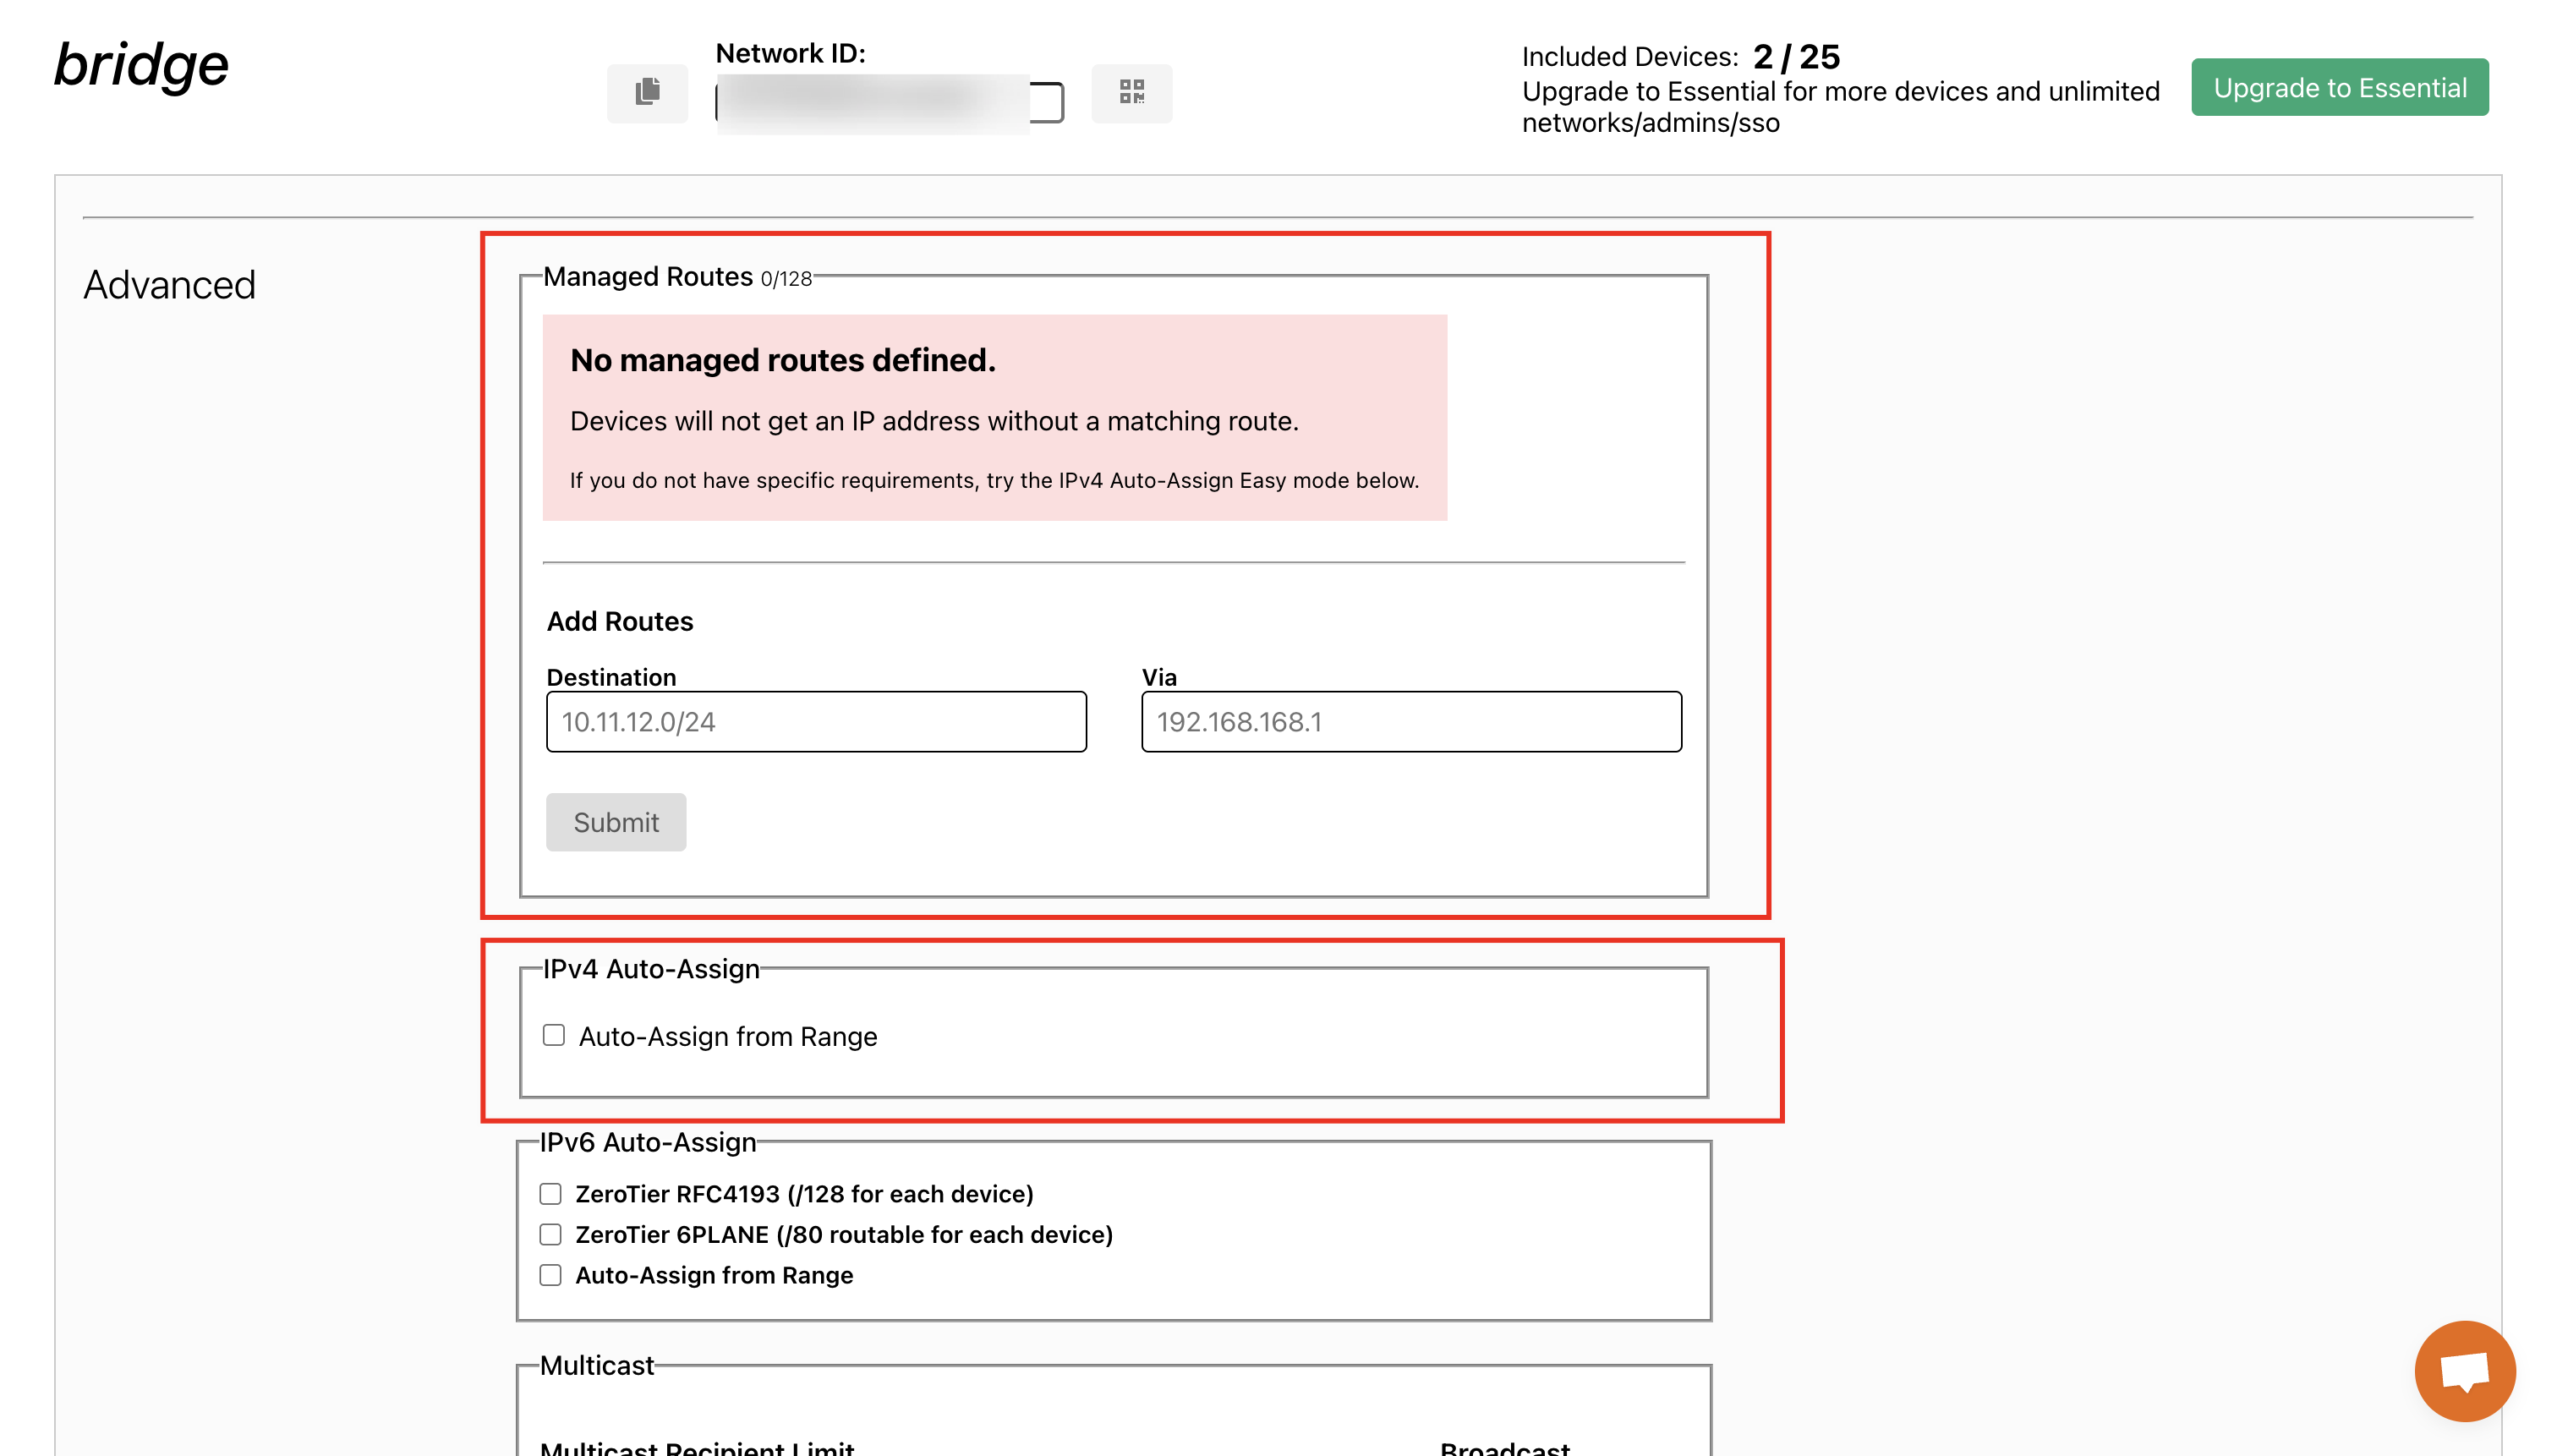 bridge
Network ID:
Included Devices: 2 / 25
Upgrade to Essential for more devices and unlimited
networks/admins/sso
Upgrade to Essential
Advanced
Managed Routes 0/128
No managed routes defined.
Devices will not get an IP address without a matching route.
If you do not have specific requirements, try the IPv4 Auto-Assign Easy mode below.
Add Routes
Destination
Via
10.11.12.0/24
192.168.168.1
Submit
IPv4 Auto-Assign
Auto-Assign from Range
IPv6 Auto-Assign
ZeroTier RFC4193 (/128 for each device)
ZeroTier 6PLANE (/80 routable for each device)
Auto-Assign from Range
Multicast
Multicast Recipient Limit
Broadcast